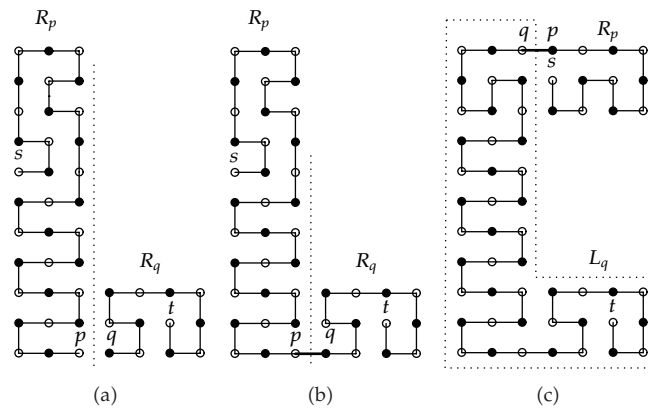 R_p R_p q p R_p
s
s s
R_q R_q L_q
t t t
p q p q
(a) (b) (c)